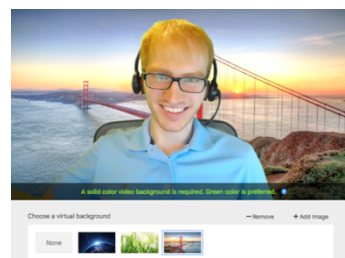 A solid color video background is required. Green color is preferred.
Choose a virtual background
— Remove + Add Image
None